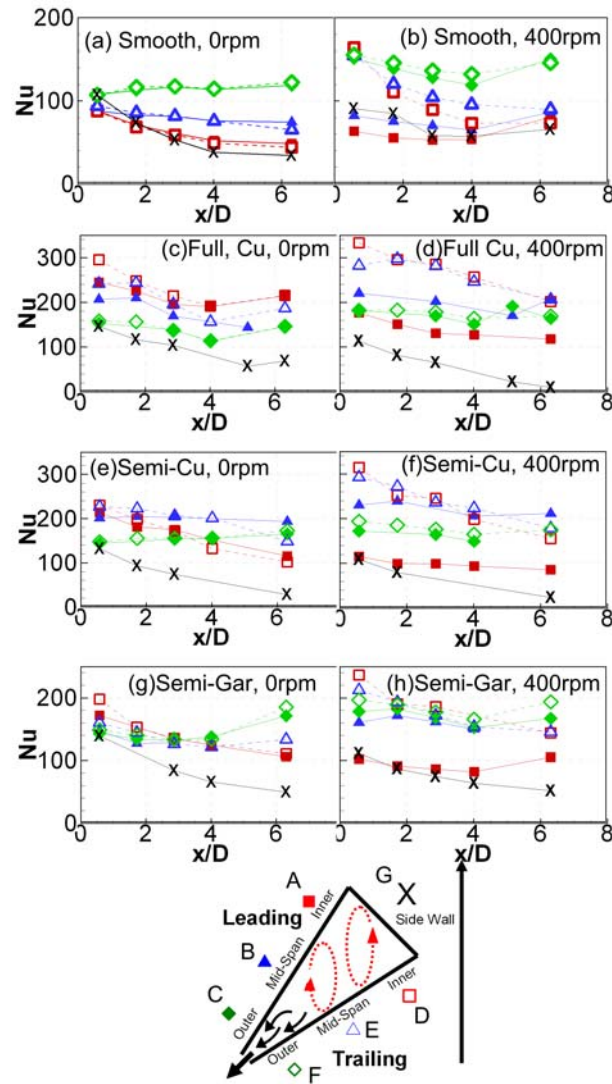 (a) Smooth, 0rpm
(b) Smooth, 400rpm
Nu
200
100
0
0 2 4 6
0 2 4 6 8
x/D
x/D
(c)Full, Cu, 0rpm
(d)Full Cu, 400rpm
Nu
300
200
100
0
0 2 4 6
0 2 4 6 8
x/D
x/D
(e)Semi-Cu, 0rpm
(f)Semi-Cu, 400rpm
Nu
300
200
100
0
0 2 4 6
0 2 4 6 8
x/D
x/D
(g)Semi-Gar, 0rpm
(h)Semi-Gar, 400rpm
Nu
200
100
0
0 2 4 6
0 2 4 6 8
x/D
x/D
A
G X
Side Wall
Leading
Inner
B
Mid-Span
Inner
D
C
Outer
Mid-Span
E
Outer
Trailing
F